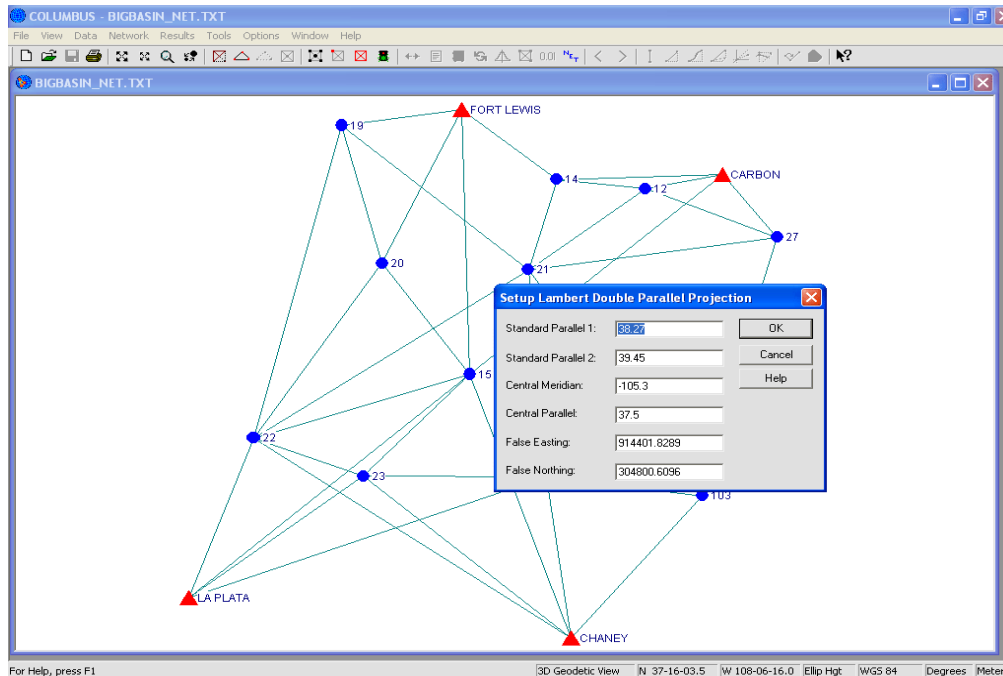 COLUMBUS - BIGBASIN_NET.TXT
File View Data Network Results Tools Options Window Help
0.01
BIGBASIN_NET.TXT
FORT LEWIS
19
14
CARBON
12
27
20
21
Setup Lambert Double Parallel Projection
Standard Parallel 1: 38.27 OK
Standard Parallel 2: 39.45 Cancel
Central Meridian: -105.3 Help
Central Parallel: 37.5
False Easting: 914401.8289
False Northing: 304800.6096
15
22
23
103
LA PLATA
CHANEY
For Help, press F1 3D Geodetic View N 37-16-03.5 W 108-06-16.0 Ellip Hgt WGS 84 Degrees Meter